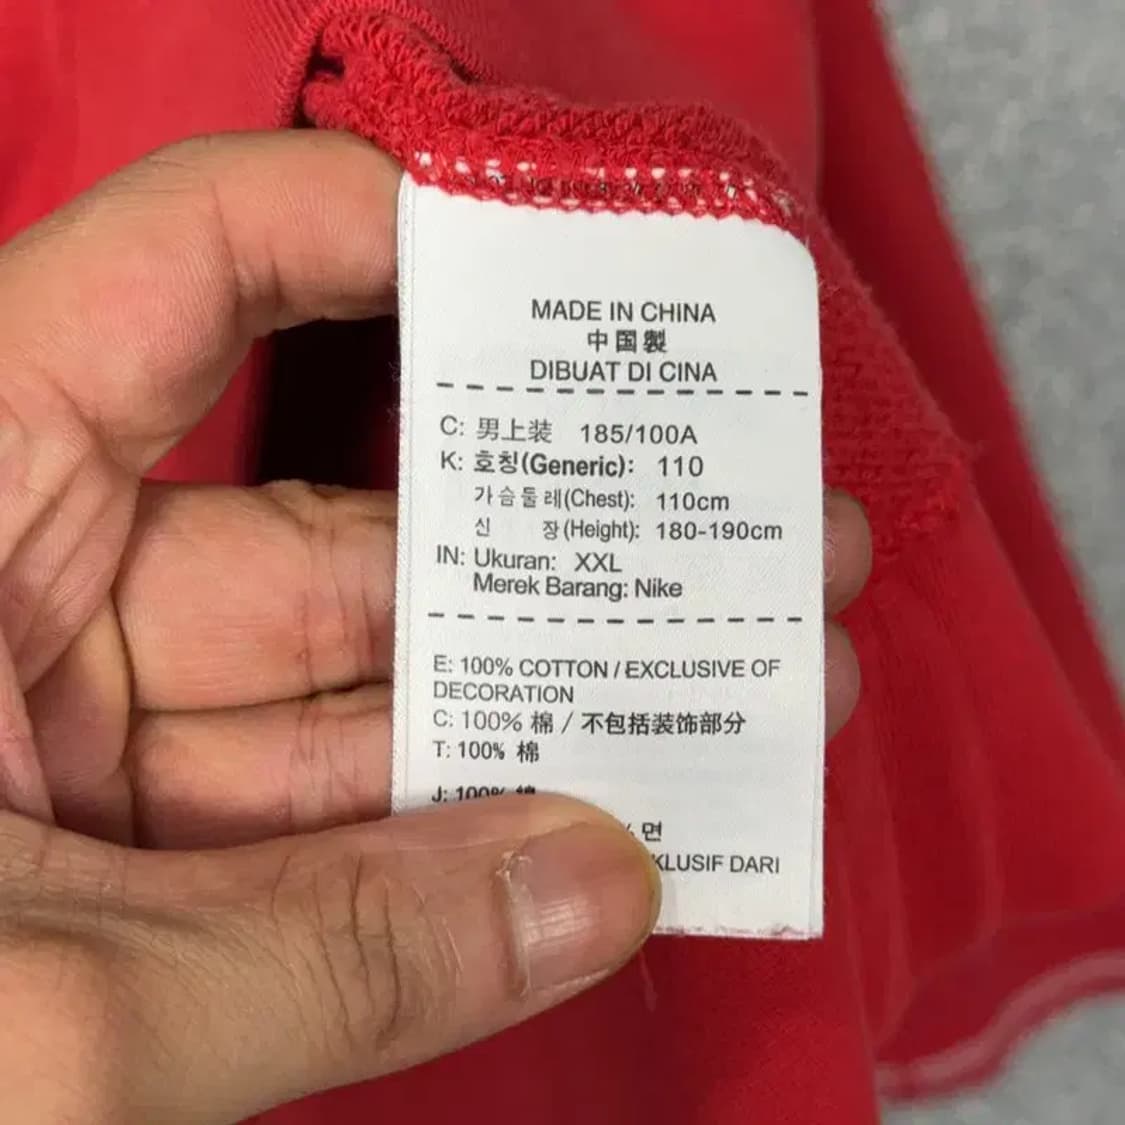 MADE IN CHINA
中国製
DIBUAT DI CINA
C: 男上装 185/100A
K: 호칭(Generic): 110
가슴둘레(Chest): 110cm
신 장(Height): 180-190cm
IN: Ukuran: XXL
Merek Barang: Nike
E: 100% COTTON / EXCLUSIVE OF
DECORATION
C: 100% 棉 / 不包括装饰部分
T: 100% 棉
J: 100%
면
DARI